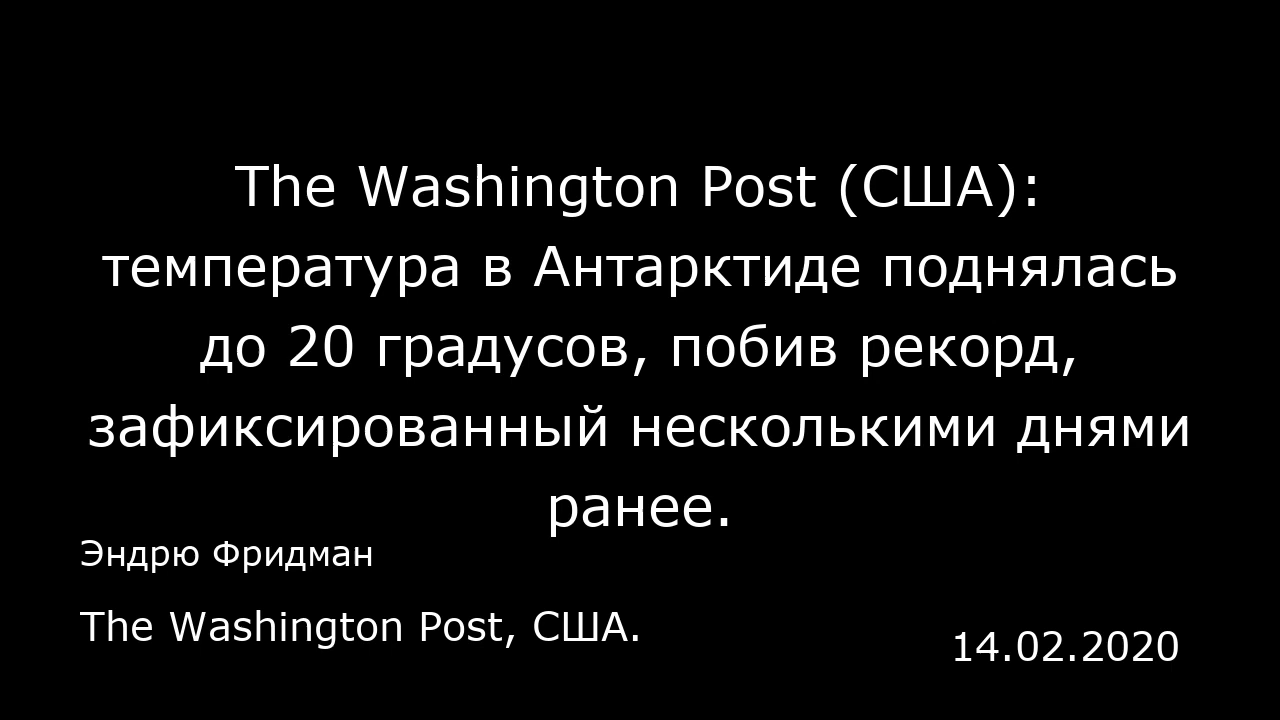 The Washington Post (США):
температура в Антарктиде поднялась
до 20 градусов, побив рекорд,
зафиксированный несколькими днями
ранее.
Эндрю Фридман
The Washington Post, США.
14.02.2020